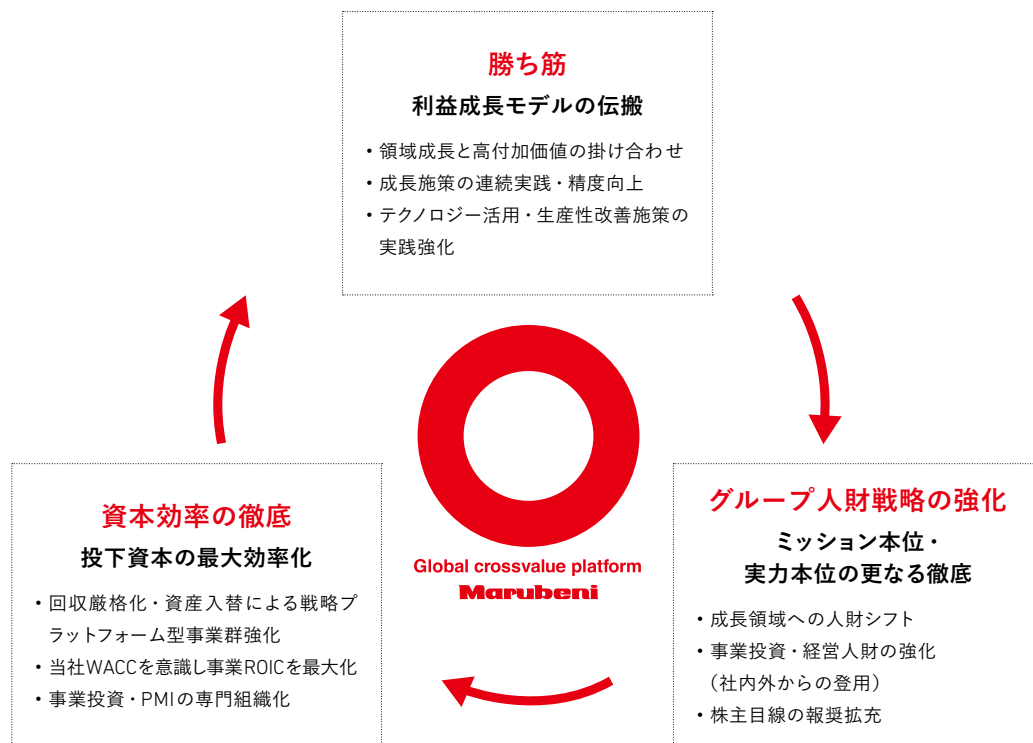 勝ち筋
利益成長モデルの伝搬
・領域成長と高付加価値の掛け合わせ
・成長施策の連続実践・精度向上
・テクノロジー活用・生産性改善施策の
実践強化
資本効率の徹底
投下資本の最大効率化
・回収厳格化・資産入替による戦略プ
ラットフォーム型事業群強化
・当社WACCを意識し事業ROICを最大化
・事業投資・PMIの専門組織化
Global crossvalue platform
Marubeni
グループ人財戦略の強化
ミッション本位・
実力本位の更なる徹底
・成長領域への人財シフト
・事業投資・経営人財の強化
（社内外からの登用）
・株主目線の報奨拡充